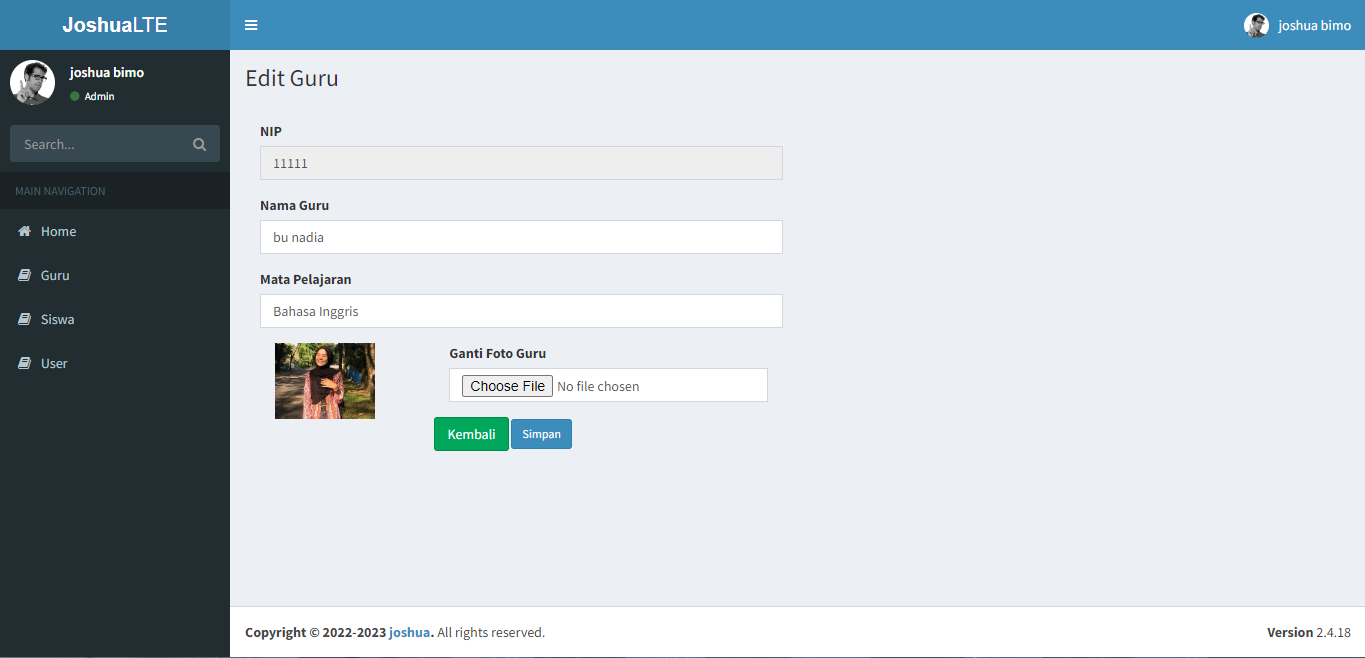 JoshuaLTE
joshua bimo
joshua bimo
Admin
Search...
MAIN NAVIGATION
Home
Guru
Siswa
User
Edit Guru
NIP
11111
Nama Guru
bu nadia
Mata Pelajaran
Bahasa Inggris
Ganti Foto Guru
Choose File No file chosen
Kembali Simpan
Copyright © 2022-2023 joshua. All rights reserved.
Version 2.4.18